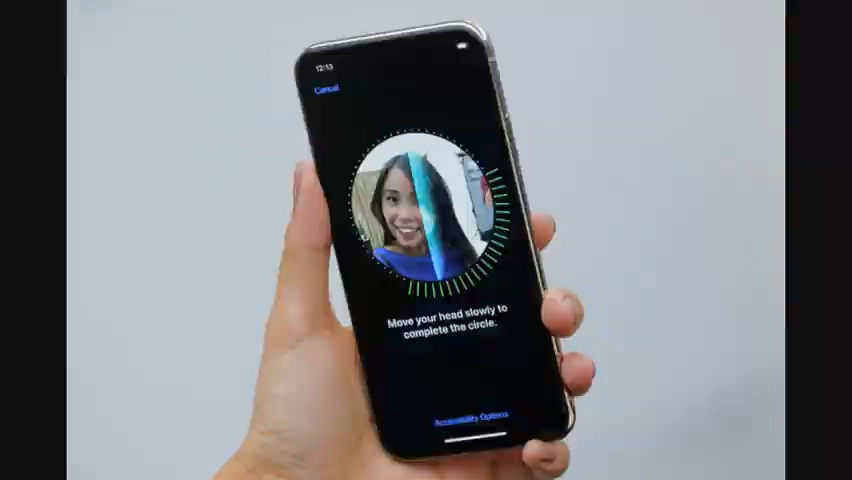 12:13
Cancel
Move your head slowly to
complete the circle.
Accessibility Options